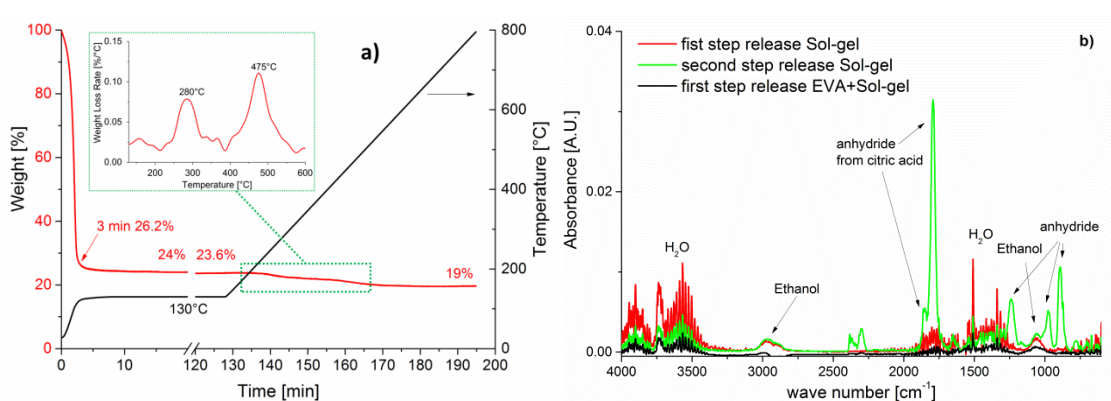 a)
Weight [%]
100
80
60
40
20
0
0
10
120
130
140
150
160
170
180
190
200
Time [min]
800
600
400
200
0
Temperature [°C]
3 min 26.2%
24%
23.6%
19%
130°C
Weight Loss Rate [%/°C]
0.15
0.10
0.05
0.00
200
300
400
500
600
Temperature [°C]
280°C
475°C
b)
fist step release Sol-gel
second step release Sol-gel
first step release EVA+Sol-gel
Absorbance [A.U.]
0.04
0.02
0.00
4000
3500
3000
2500
2000
1500
1000
wave number [cm⁻¹]
H₂O
Ethanol
anhydride
from citric acid
H₂O
Ethanol
anhydride